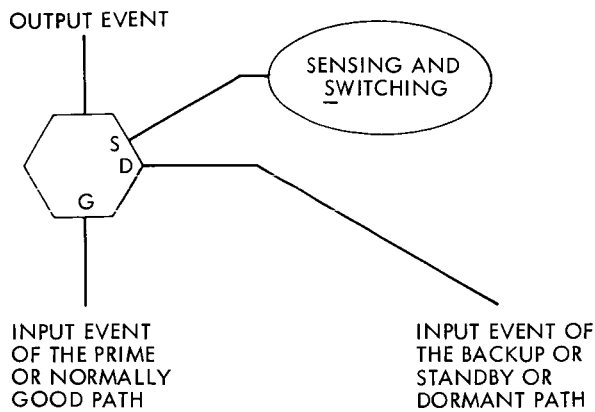 OUTPUT EVENT
SENSING AND
SWITCHING
S
D
G
INPUT EVENT
OF THE PRIME
OR NORMALLY
GOOD PATH
INPUT EVENT OF
THE BACKUP OR
STANDBY OR
DORMANT PATH